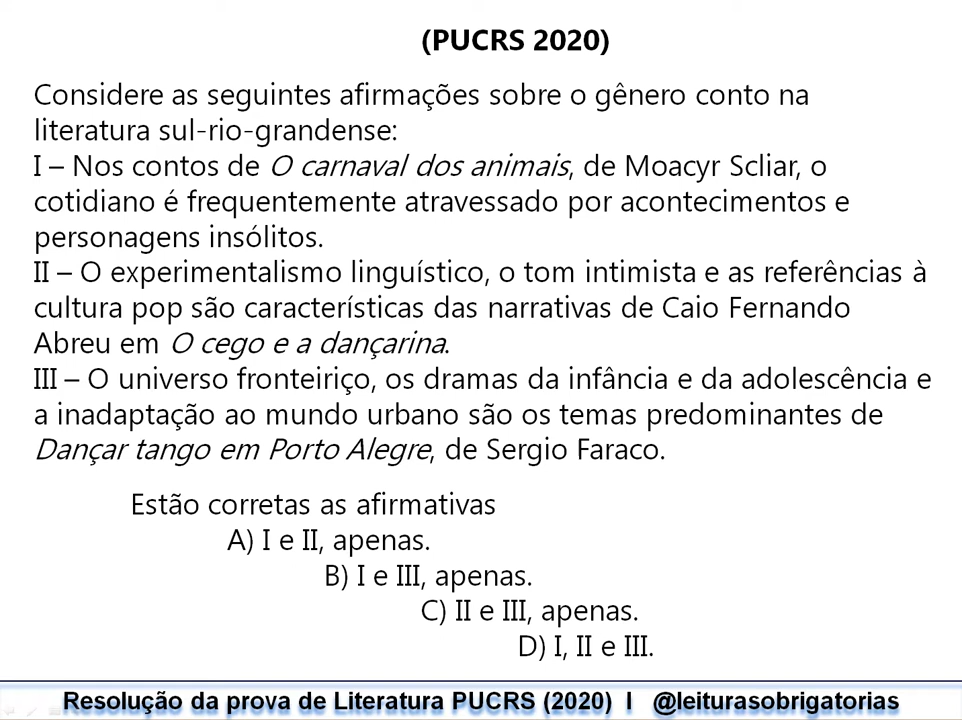 (PUCRS 2020)
Considere as seguintes afirmações sobre o gênero conto na
literatura sul-rio-grandense:
I – Nos contos de O carnaval dos animais, de Moacyr Scliar, o
cotidiano é frequentemente atravessado por acontecimentos e
personagens insólitos.
II – O experimentalismo linguístico, o tom intimista e as referências à
cultura pop são características das narrativas de Caio Fernando
Abreu em O cego e a dançarina.
III – O universo fronteiriço, os dramas da infância e da adolescência e
a inadaptação ao mundo urbano são os temas predominantes de
Dançar tango em Porto Alegre, de Sergio Faraco.
Estão corretas as afirmativas
A) I e II, apenas.
B) I e III, apenas.
C) II e III, apenas.
D) I, II e III.
Resolução da prova de Literatura PUCRS (2020) I @leiturasobrigatorias